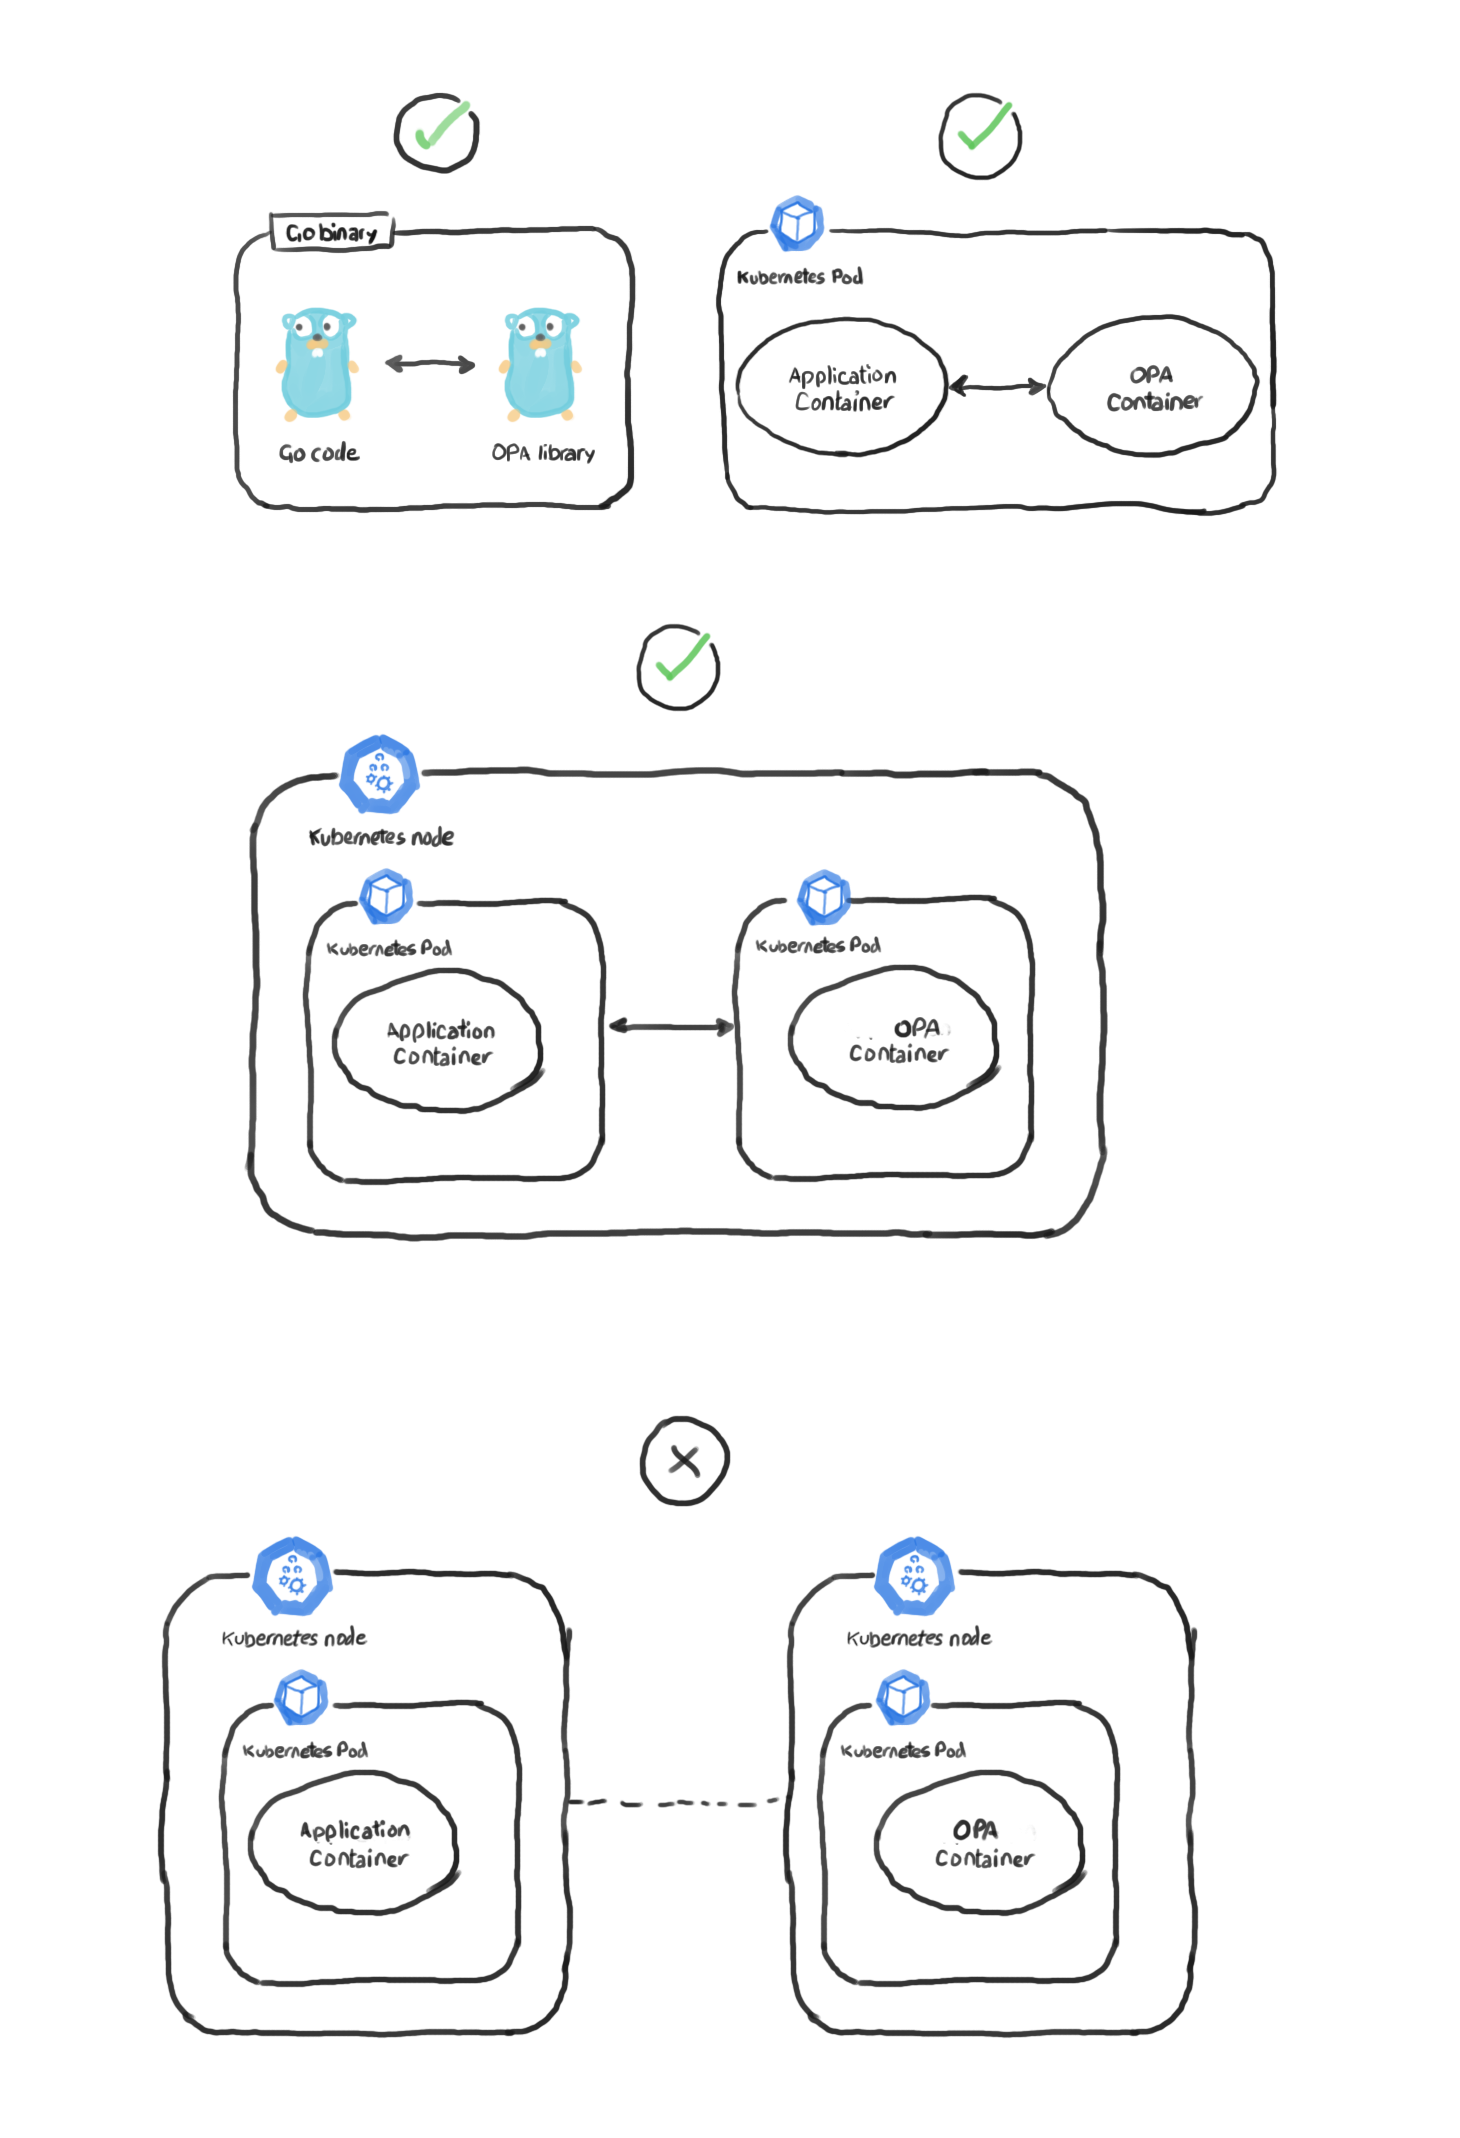 Go binary
Go code
OPA library
Kubernetes Pod
Application
Container
OPA
Container
Kubernetes node
Kubernetes Pod
Application
Container
Kubernetes Pod
OPA
Container
Kubernetes node
Kubernetes Pod
Application
Container
Kubernetes node
Kubernetes Pod
OPA
Container